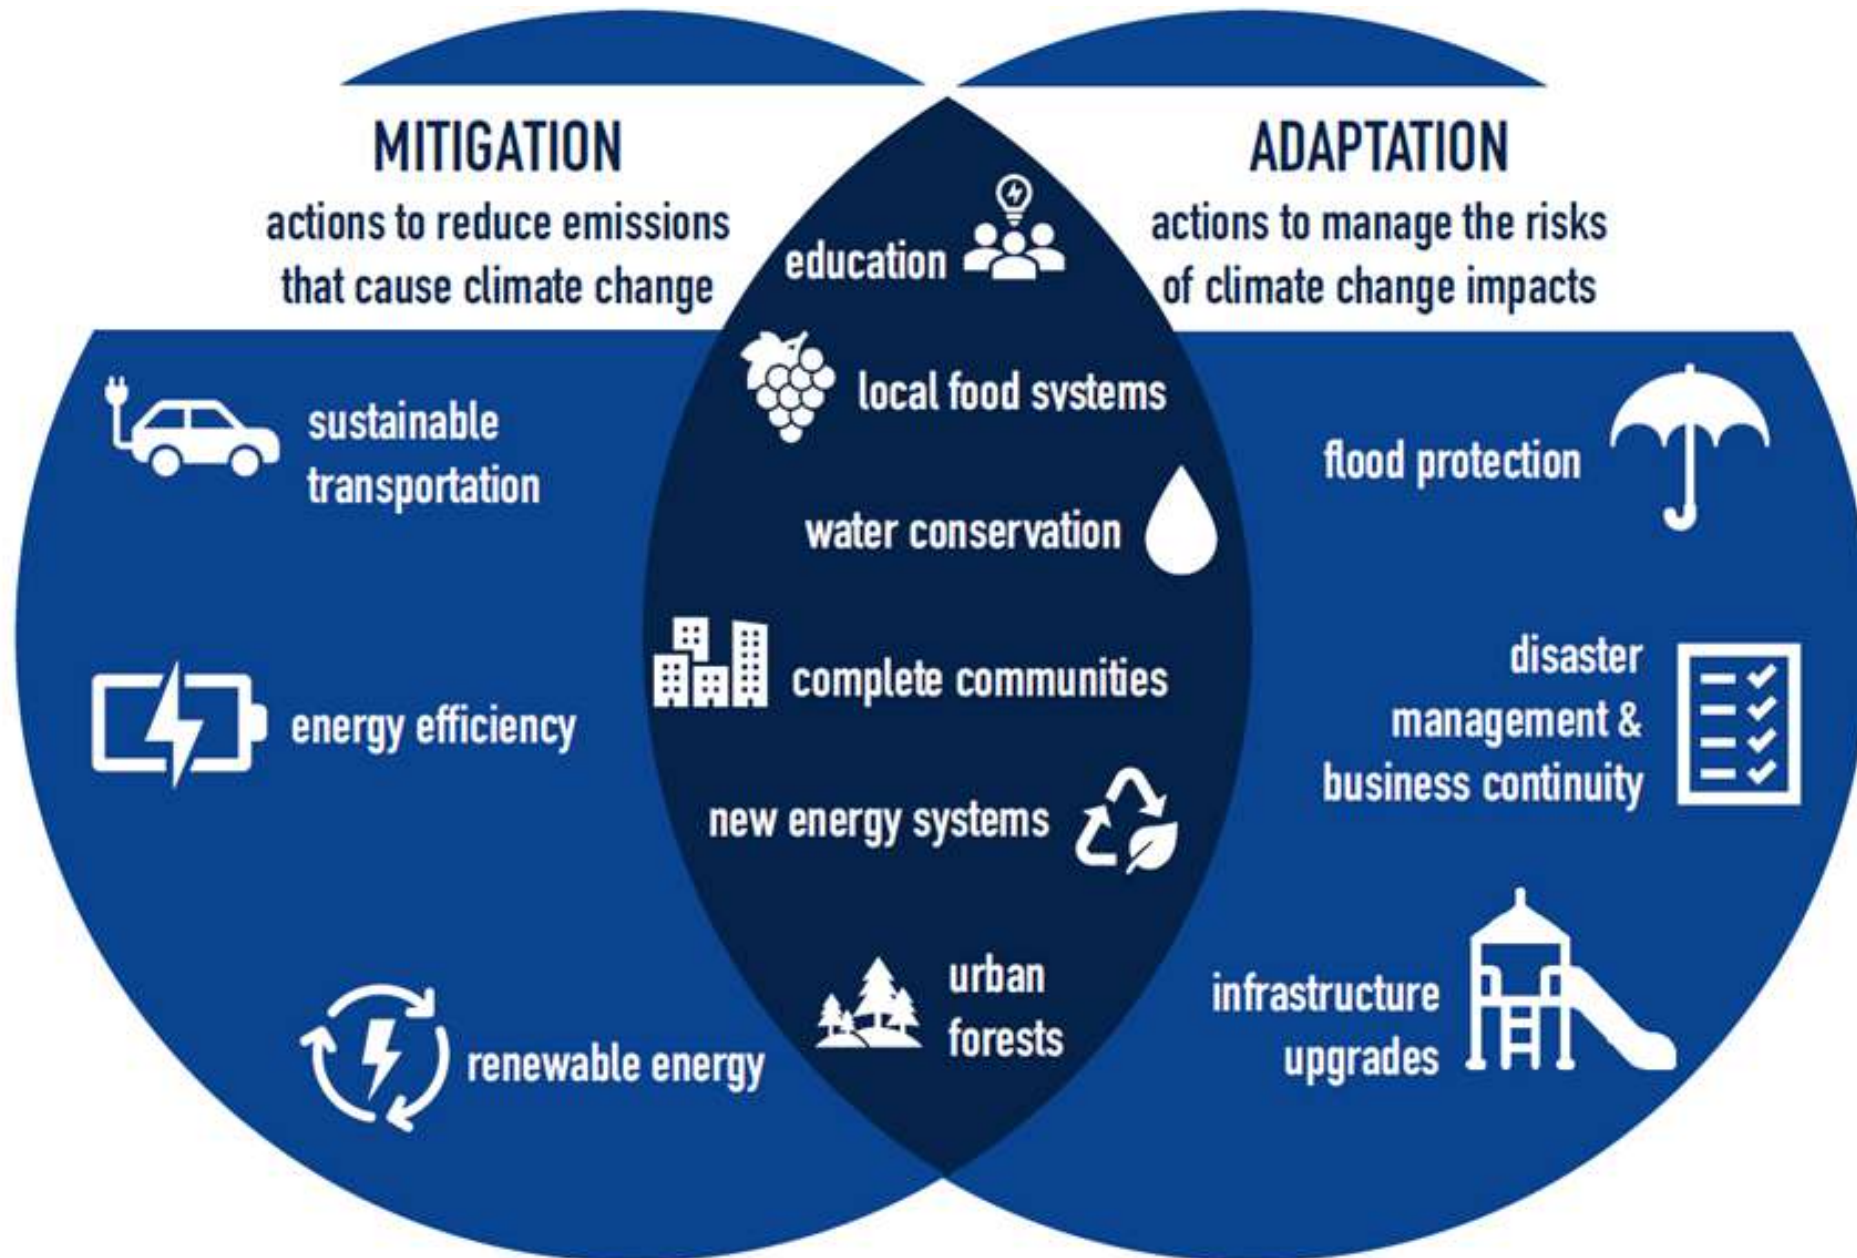 MITIGATION
actions to reduce emissions
that cause climate change
sustainable
transportation
energy efficiency
renewable energy
education
local food systems
water conservation
complete communities
new energy systems
urban
forests
ADAPTATION
actions to manage the risks
of climate change impacts
flood protection
disaster
management &
business continuity
infrastructure
upgrades